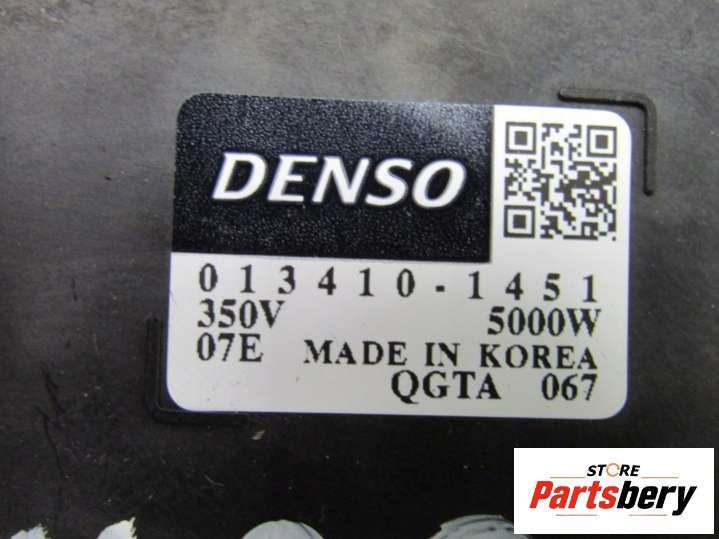 DENSO
013410-1451
350V 5000W
07E MADE IN KOREA
QGTA 067
STORE
Partsbery